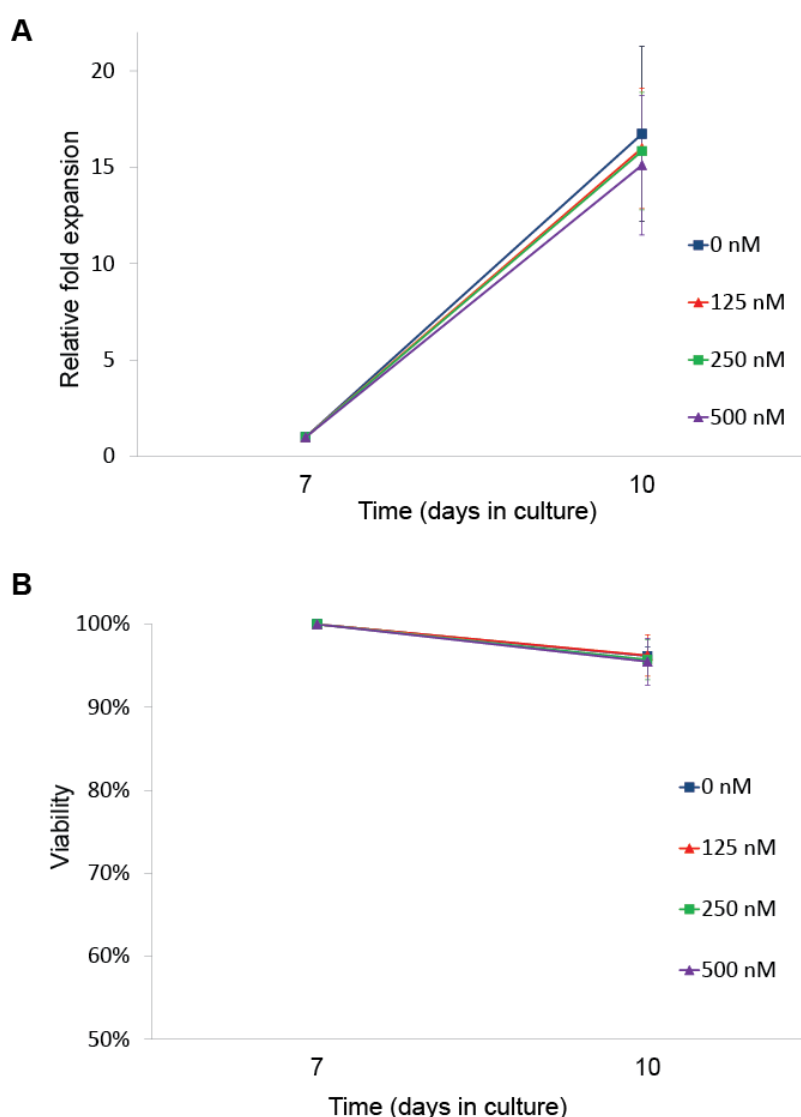 A
20
15
10
5
0
Relative fold expansion
7
10
Time (days in culture)
0 nM
125 nM
250 nM
500 nM
B
100%
90%
80%
70%
60%
50%
Viability
7
10
Time (days in culture)
0 nM
125 nM
250 nM
500 nM